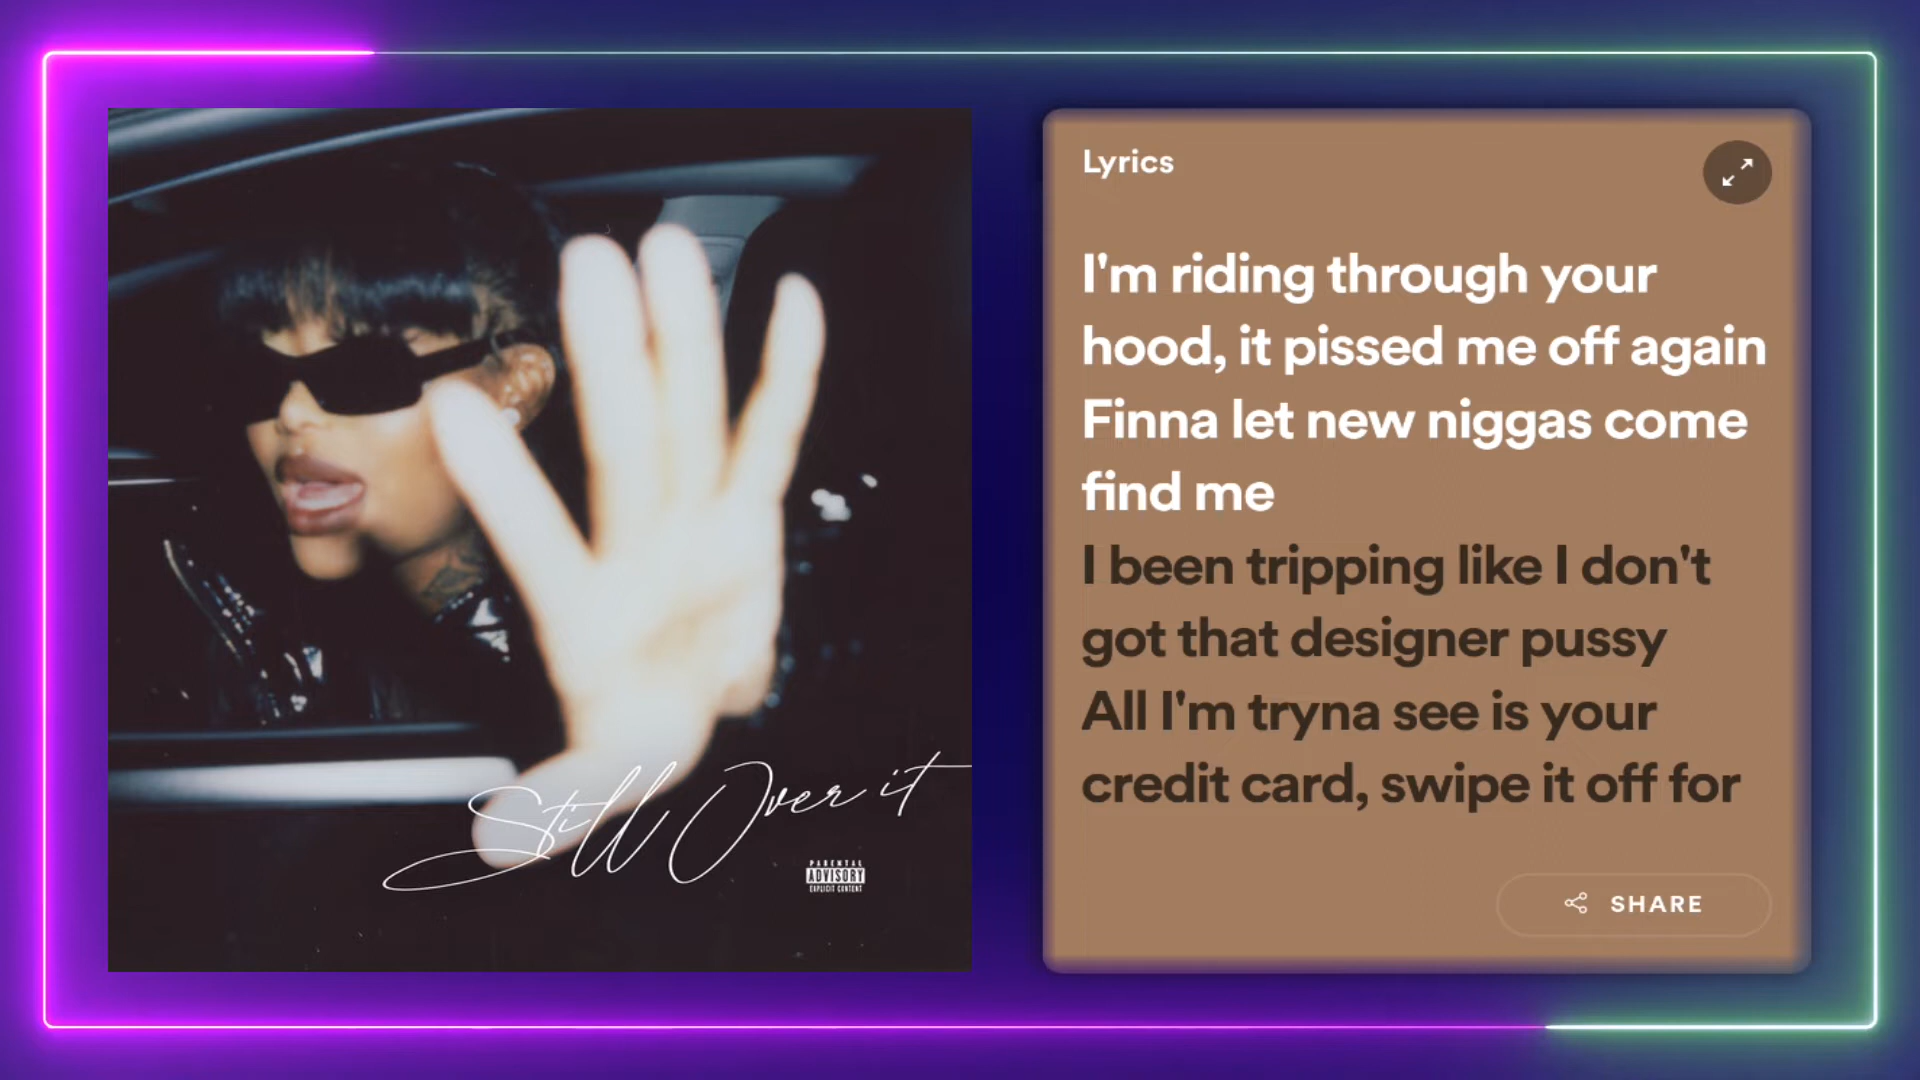 Still Over it
PARENTAL
ADVISORY
EXPLICIT CONTENT
Lyrics
I'm riding through your
hood, it pissed me off again
Finna let new niggas come
find me
I been tripping like I don't
got that designer pussy
All I'm tryna see is your
credit card, swipe it off for
SHARE